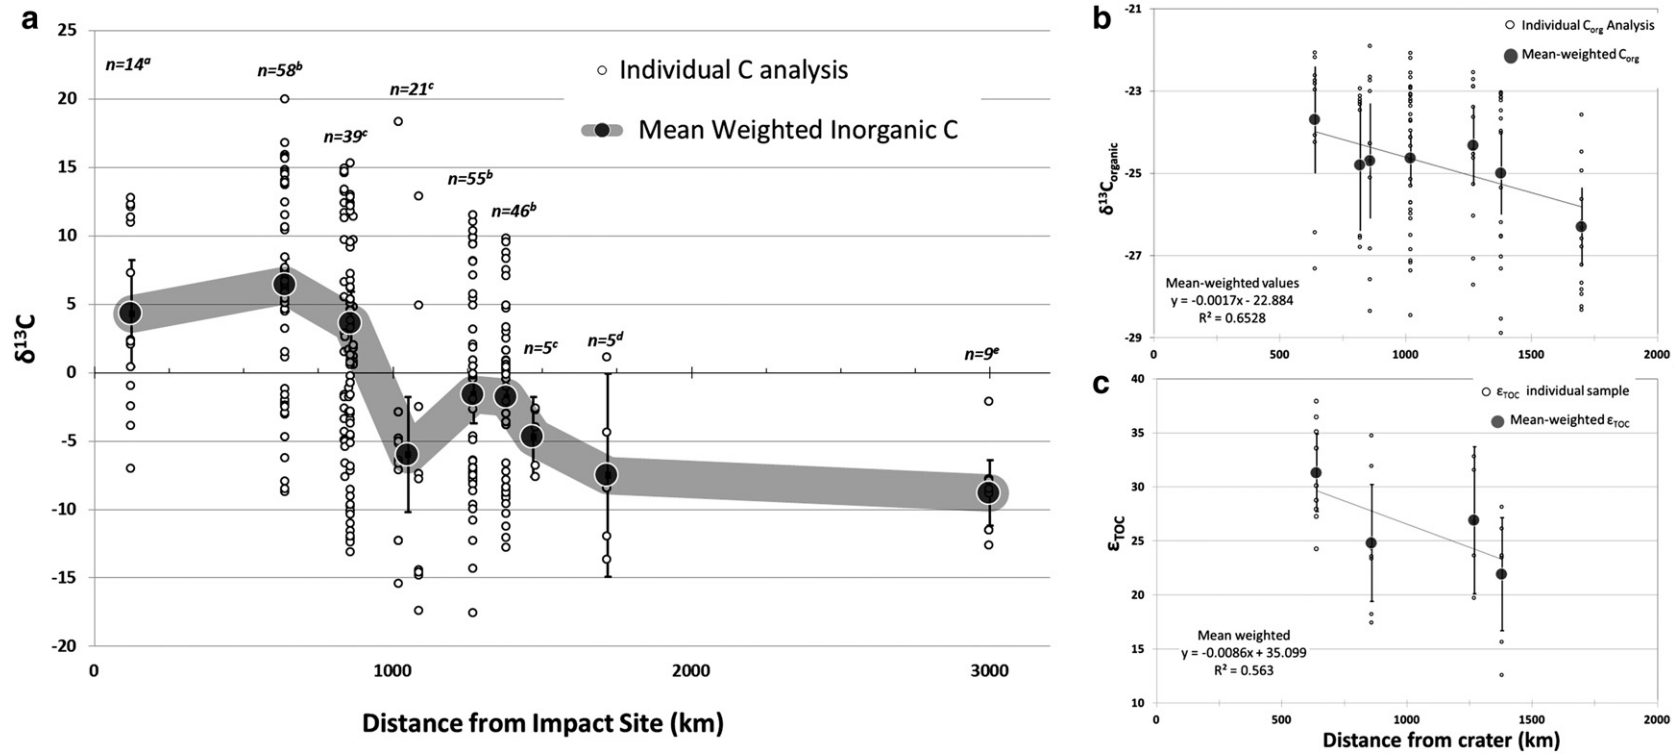 a
25
20
15
10
5
0
-5
-10
-15
-20
δ¹³C
n=14ᵃ
n=58ᵇ
n=39ᶜ
n=21ᶜ
n=55ᵇ
n=46ᵇ
n=5ᶜ
n=5ᵈ
n=9ᵉ
Individual C analysis
Mean Weighted Inorganic C
0 1000 2000 3000
Distance from Impact Site (km)
b
-21
-23
-25
-27
-29
δ¹³Corganic
Individual Corg Analysis
Mean-weighted Corg
Mean-weighted values
y = -0.0017x - 22.884
R² = 0.6528
0 500 1000 1500 2000
c
40
35
30
25
20
15
10
εTOC
εTOC individual sample
Mean-weighted εTOC
Mean weighted
y = -0.0086x + 35.099
R² = 0.563
0 500 1000 1500 2000
Distance from crater (km)